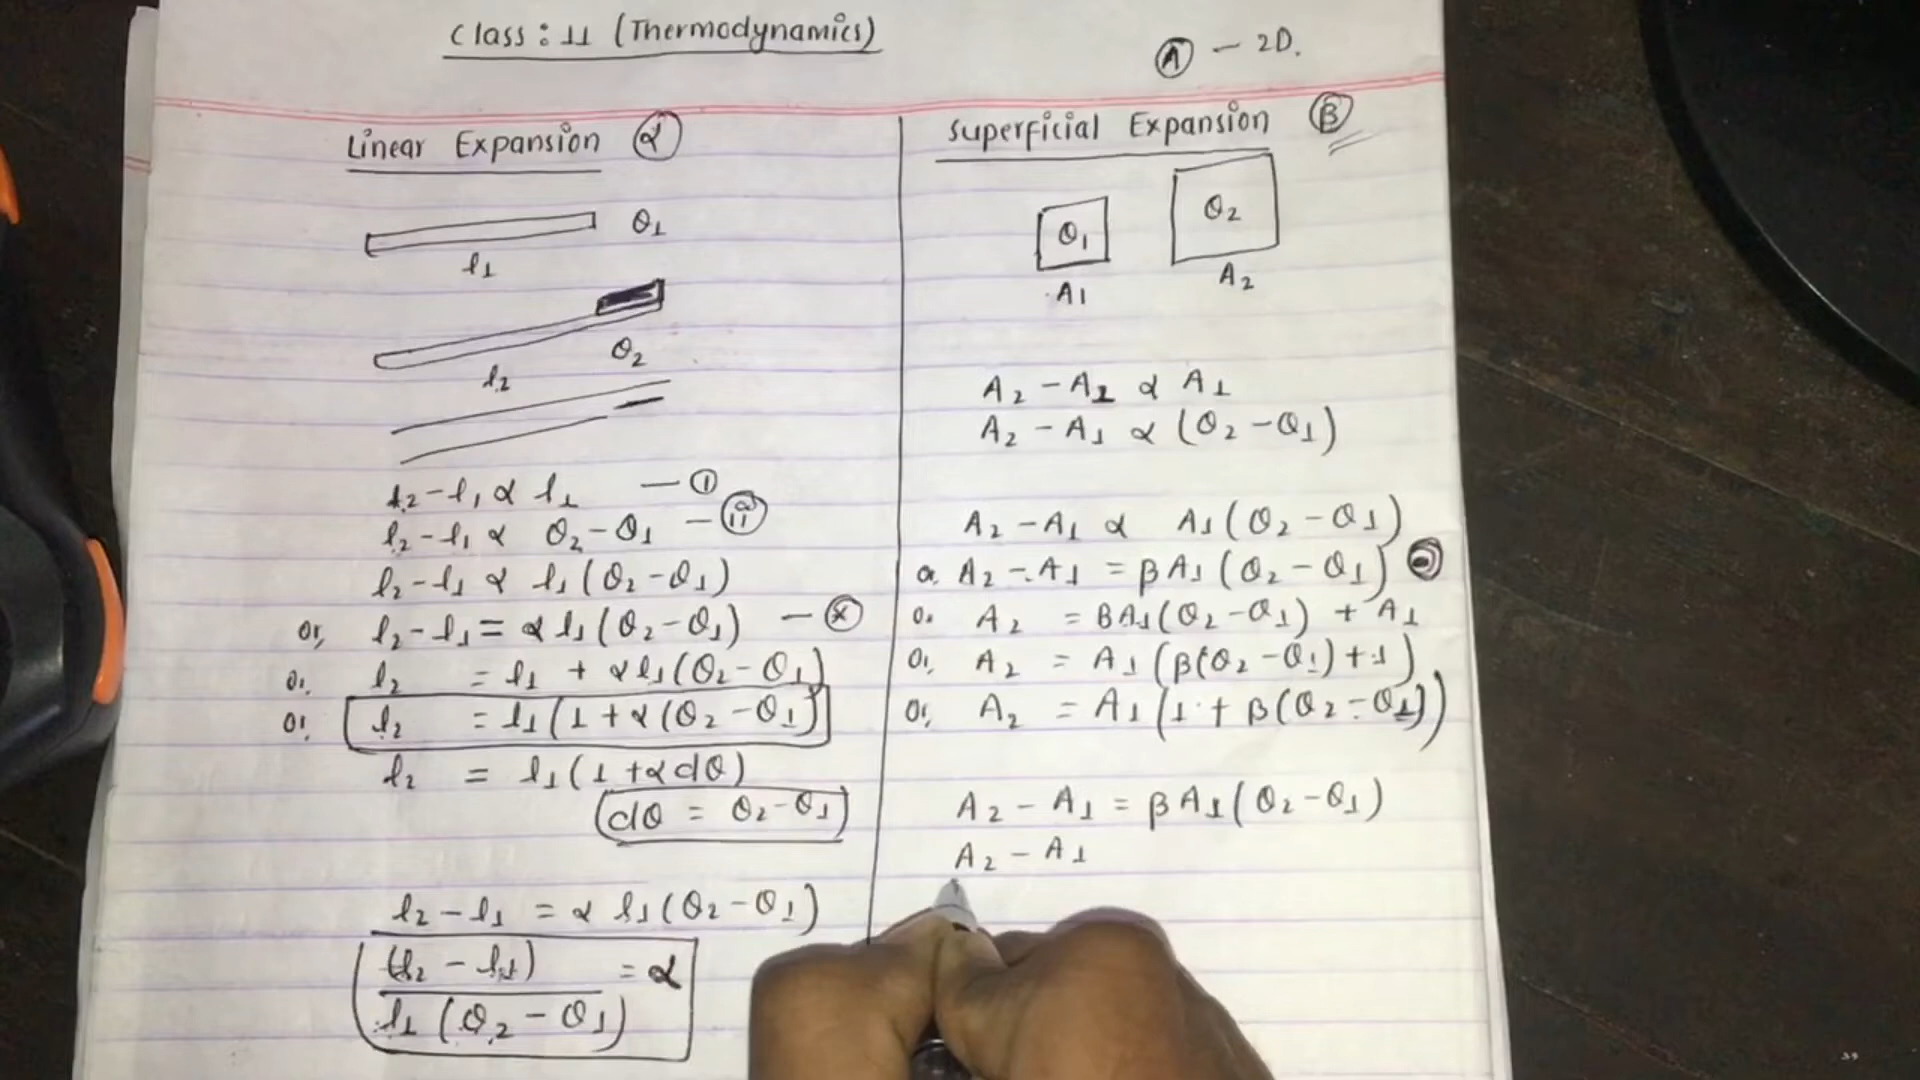 Class: 11 (Thermodynamics)
A — 2D.
Linear Expansion α
θ1
l1
θ2
l2
l2 - l1 α l1 — (i)
l2 - l1 α θ2 - θ1 — (ii)
l2 - l1 α l1(θ2 - θ1)
or, l2 - l1 = α l1(θ2 - θ1) — *
or, l2 = l1 + α l1(θ2 - θ1)
or, l2 = l1(1 + α(θ2 - θ1)
l2 = l1(1 + α dθ)
dθ = θ2 - θ1
l2 - l1 = α l1(θ2 - θ1)
(l2 - l1)
= α
l1 (θ2 - θ1)
Superficial Expansion β
θ1
θ2
A1
A2
A2 - A1 α A1
A2 - A1 α (θ2 - θ1)
A2 - A1 α A1(θ2 - θ1)
or A2 - A1 = β A1(θ2 - θ1)
or A2 = β A1(θ2 - θ1) + A1
or, A2 = A1(β(θ2 - θ1) + 1)
or, A2 = A1(1 + β(θ2 - θ1))
A2 - A1 = β A1(θ2 - θ1)
A2 - A1